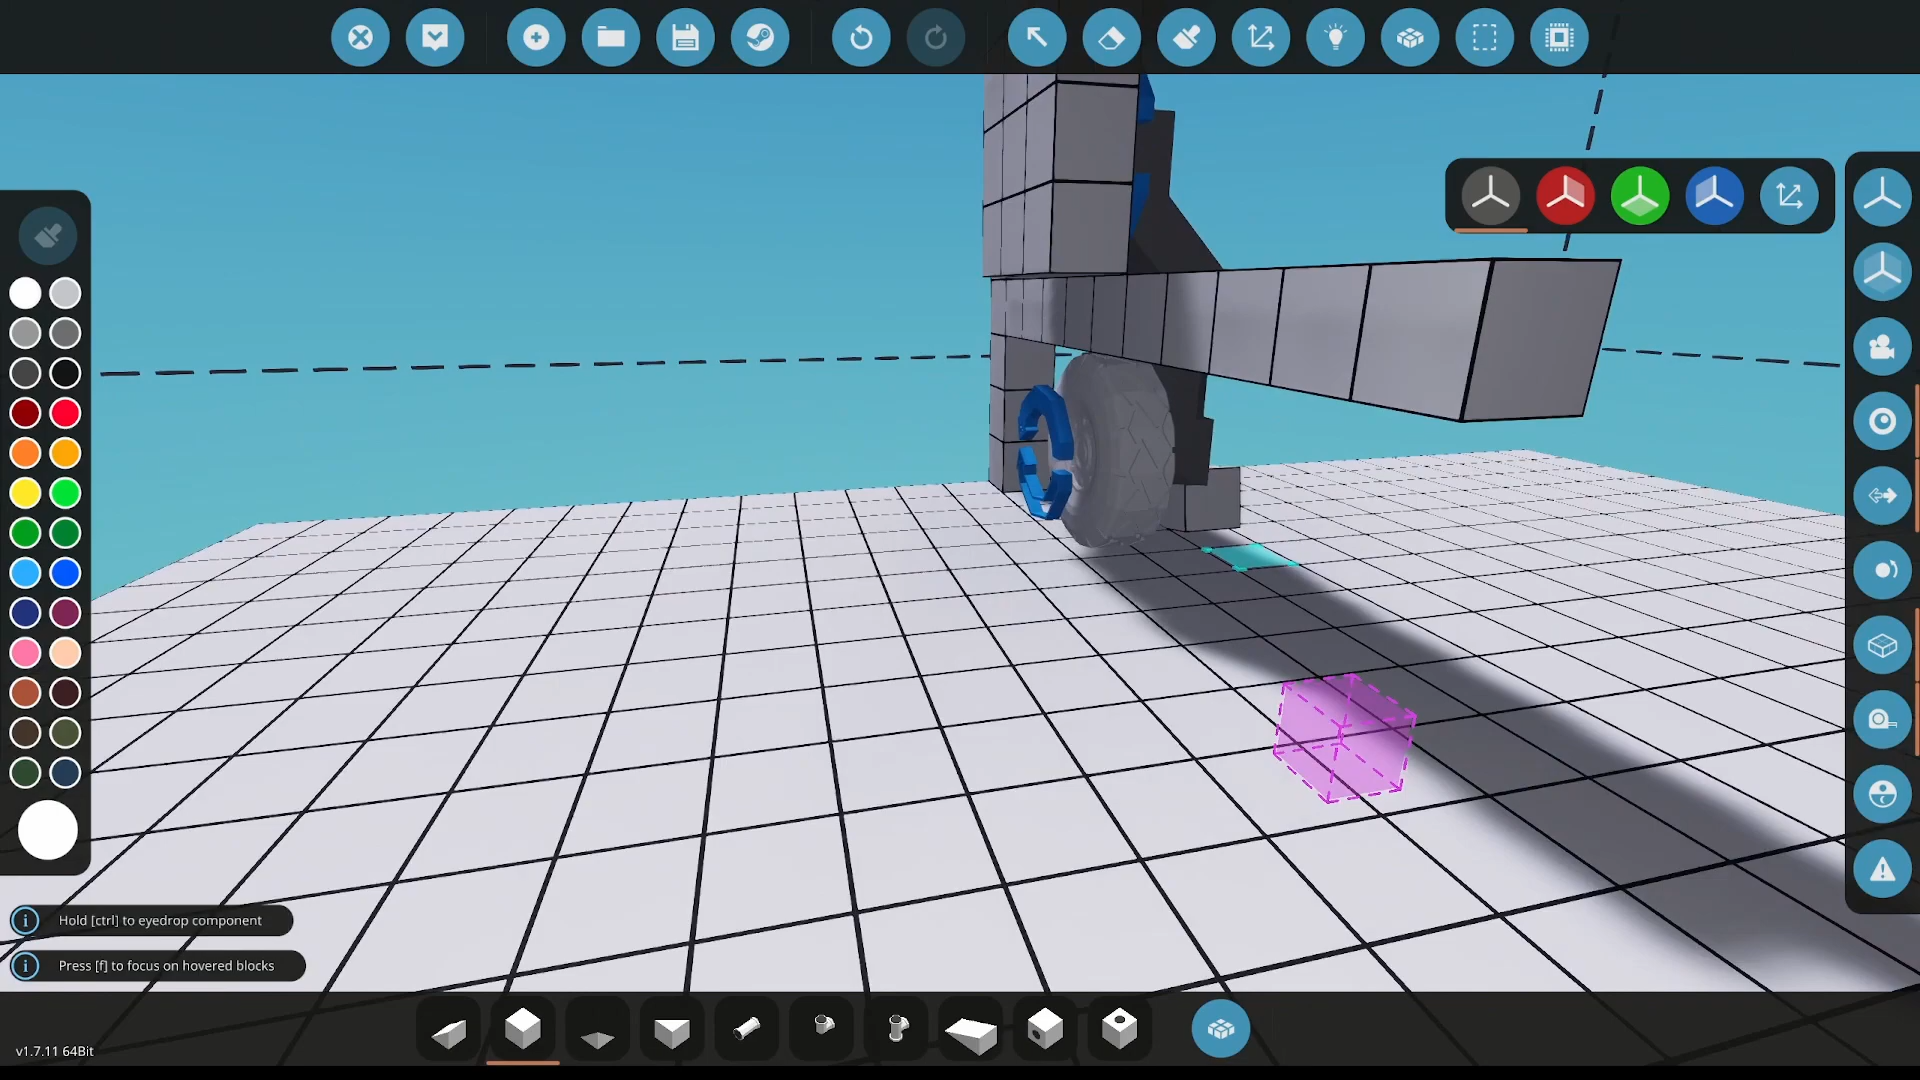 Hold [ctrl] to eyedrop component
Press [f] to focus on hovered blocks
v1.7.11 64Bit